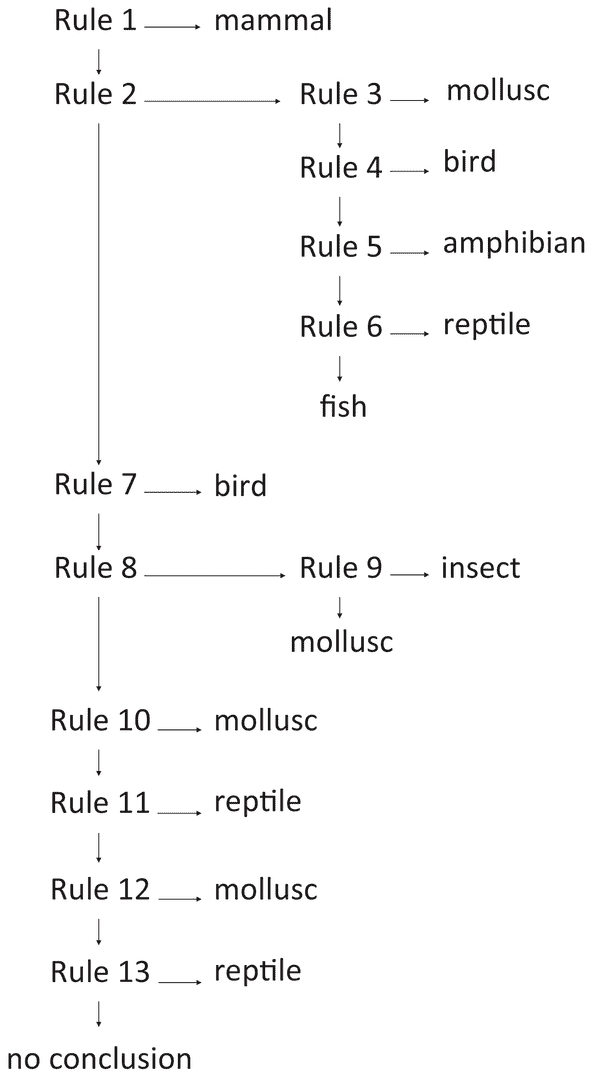 Rule 1 mammal
Rule 2 Rule 3 mollusc
Rule 4 bird
Rule 5 amphibian
Rule 6 reptile
fish
Rule 7 bird
Rule 8 Rule 9 insect
mollusc
Rule 10 mollusc
Rule 11 reptile
Rule 12 mollusc
Rule 13 reptile
no conclusion